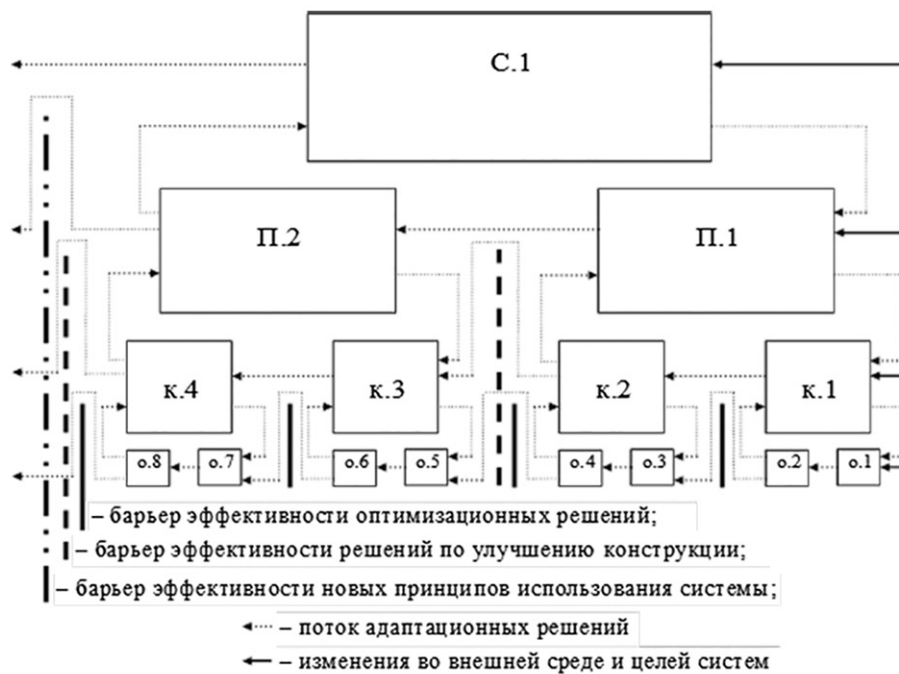 С.1
П.2
П.1
к.4
к.3
к.2
к.1
о.8
о.7
о.6
о.5
о.4
о.3
о.2
о.1
– барьер эффективности оптимизационных решений;
– барьер эффективности решений по улучшению конструкции;
– барьер эффективности новых принципов использования системы;
– поток адаптационных решений
– изменения во внешней среде и целей систем